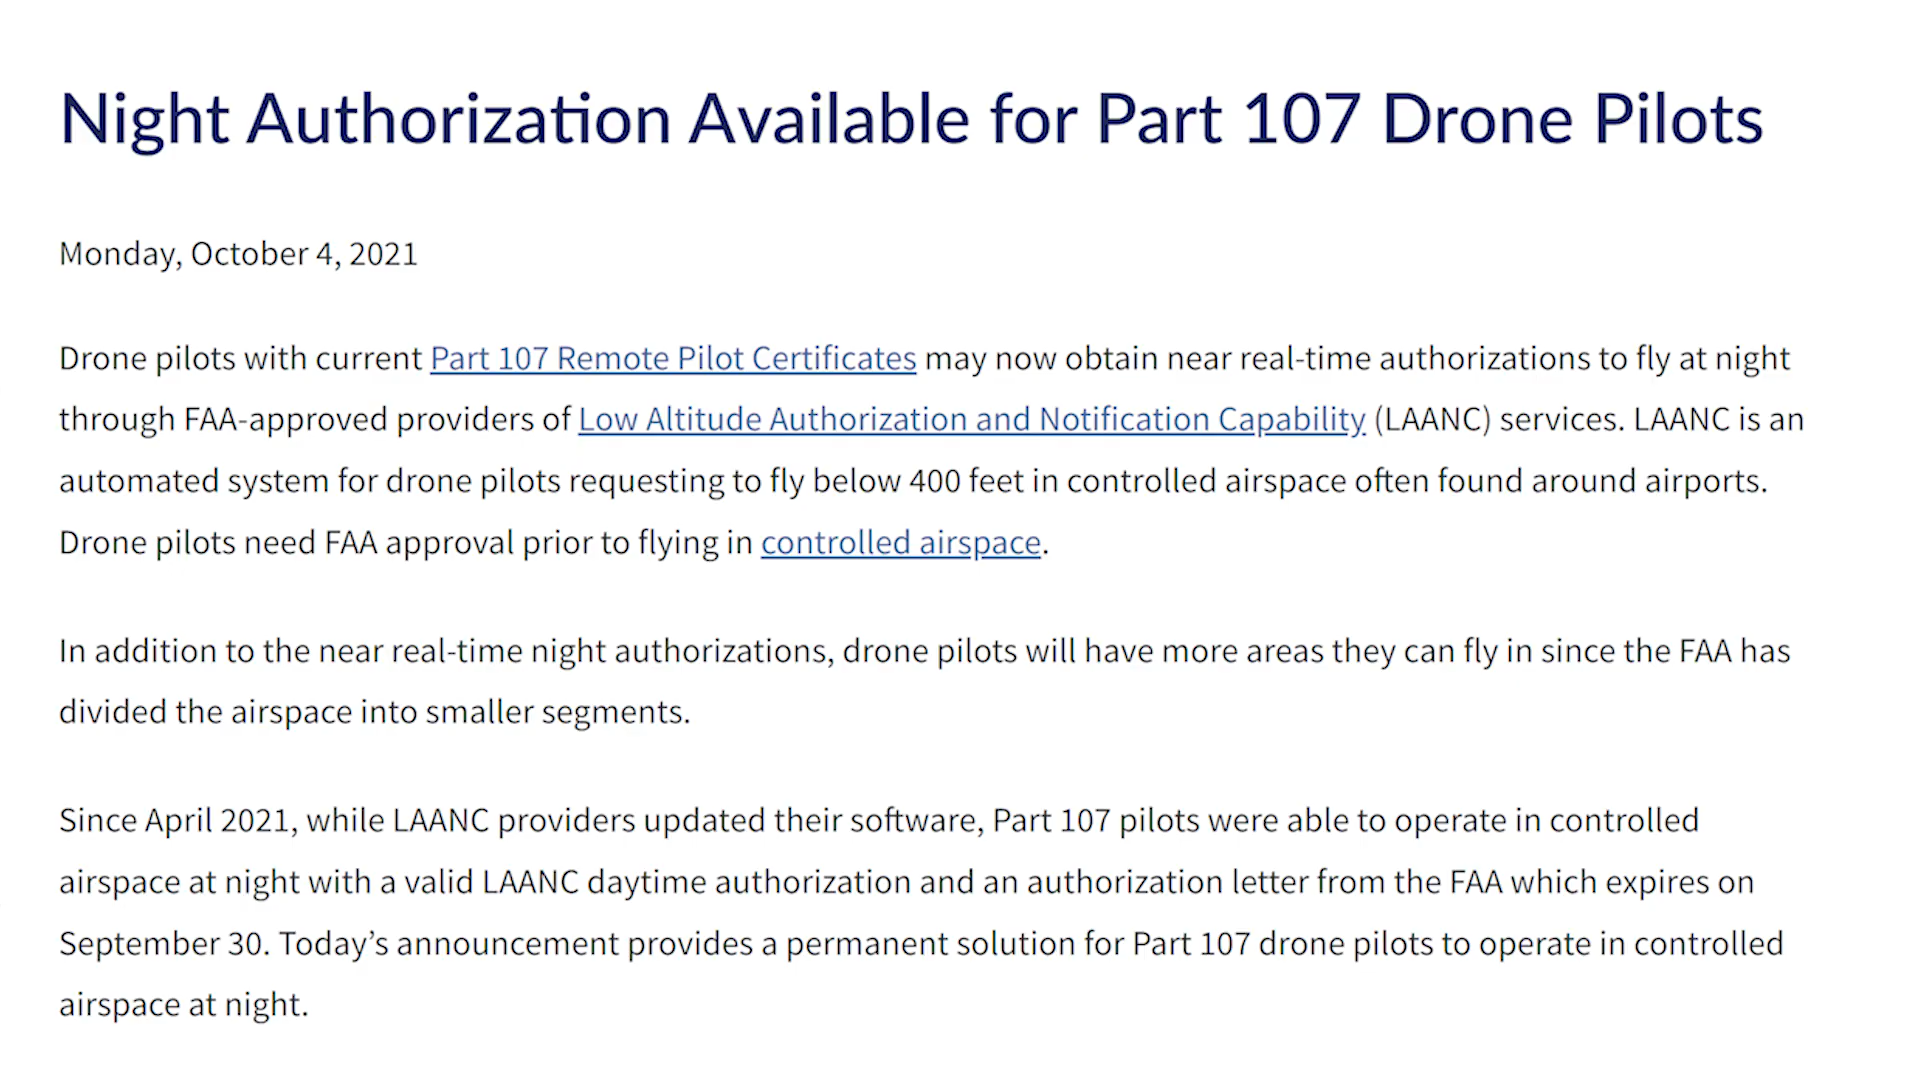 Night Authorization Available for Part 107 Drone Pilots
Monday, October 4, 2021
Drone pilots with current Part 107 Remote Pilot Certificates may now obtain near real-time authorizations to fly at night
through FAA-approved providers of Low Altitude Authorization and Notification Capability (LAANC) services. LAANC is an
automated system for drone pilots requesting to fly below 400 feet in controlled airspace often found around airports.
Drone pilots need FAA approval prior to flying in controlled airspace.
In addition to the near real-time night authorizations, drone pilots will have more areas they can fly in since the FAA has
divided the airspace into smaller segments.
Since April 2021, while LAANC providers updated their software, Part 107 pilots were able to operate in controlled
airspace at night with a valid LAANC daytime authorization and an authorization letter from the FAA which expires on
September 30. Today’s announcement provides a permanent solution for Part 107 drone pilots to operate in controlled
airspace at night.